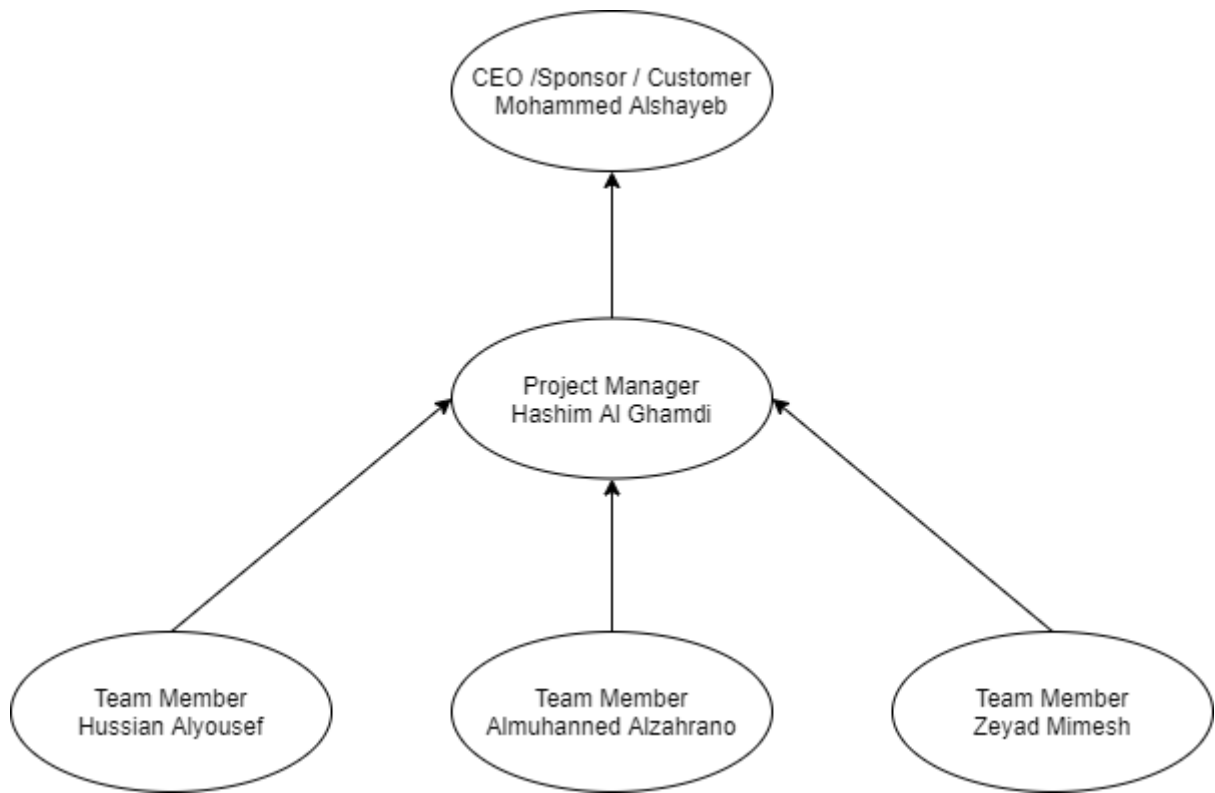 CEO /Sponsor / Customer
Mohammed Alshayeb
Project Manager
Hashim Al Ghamdi
Team Member
Hussian Alyousef
Team Member
Almuhanned Alzahrano
Team Member
Zeyad Mimesh